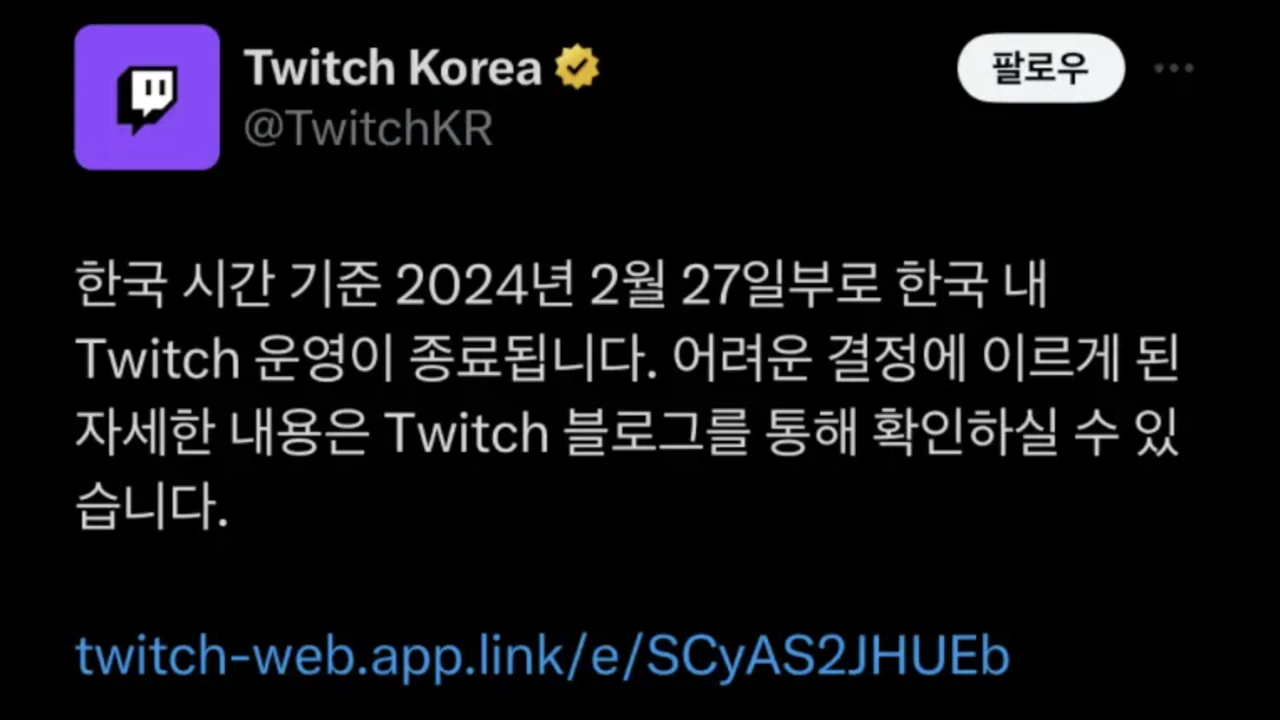 Twitch Korea
@TwitchKR
팔로우
한국 시간 기준 2024년 2월 27일부로 한국 내
Twitch 운영이 종료됩니다. 어려운 결정에 이르게 된
자세한 내용은 Twitch 블로그를 통해 확인하실 수 있
습니다.
twitch-web.app.link/e/SCyAS2JHUEb